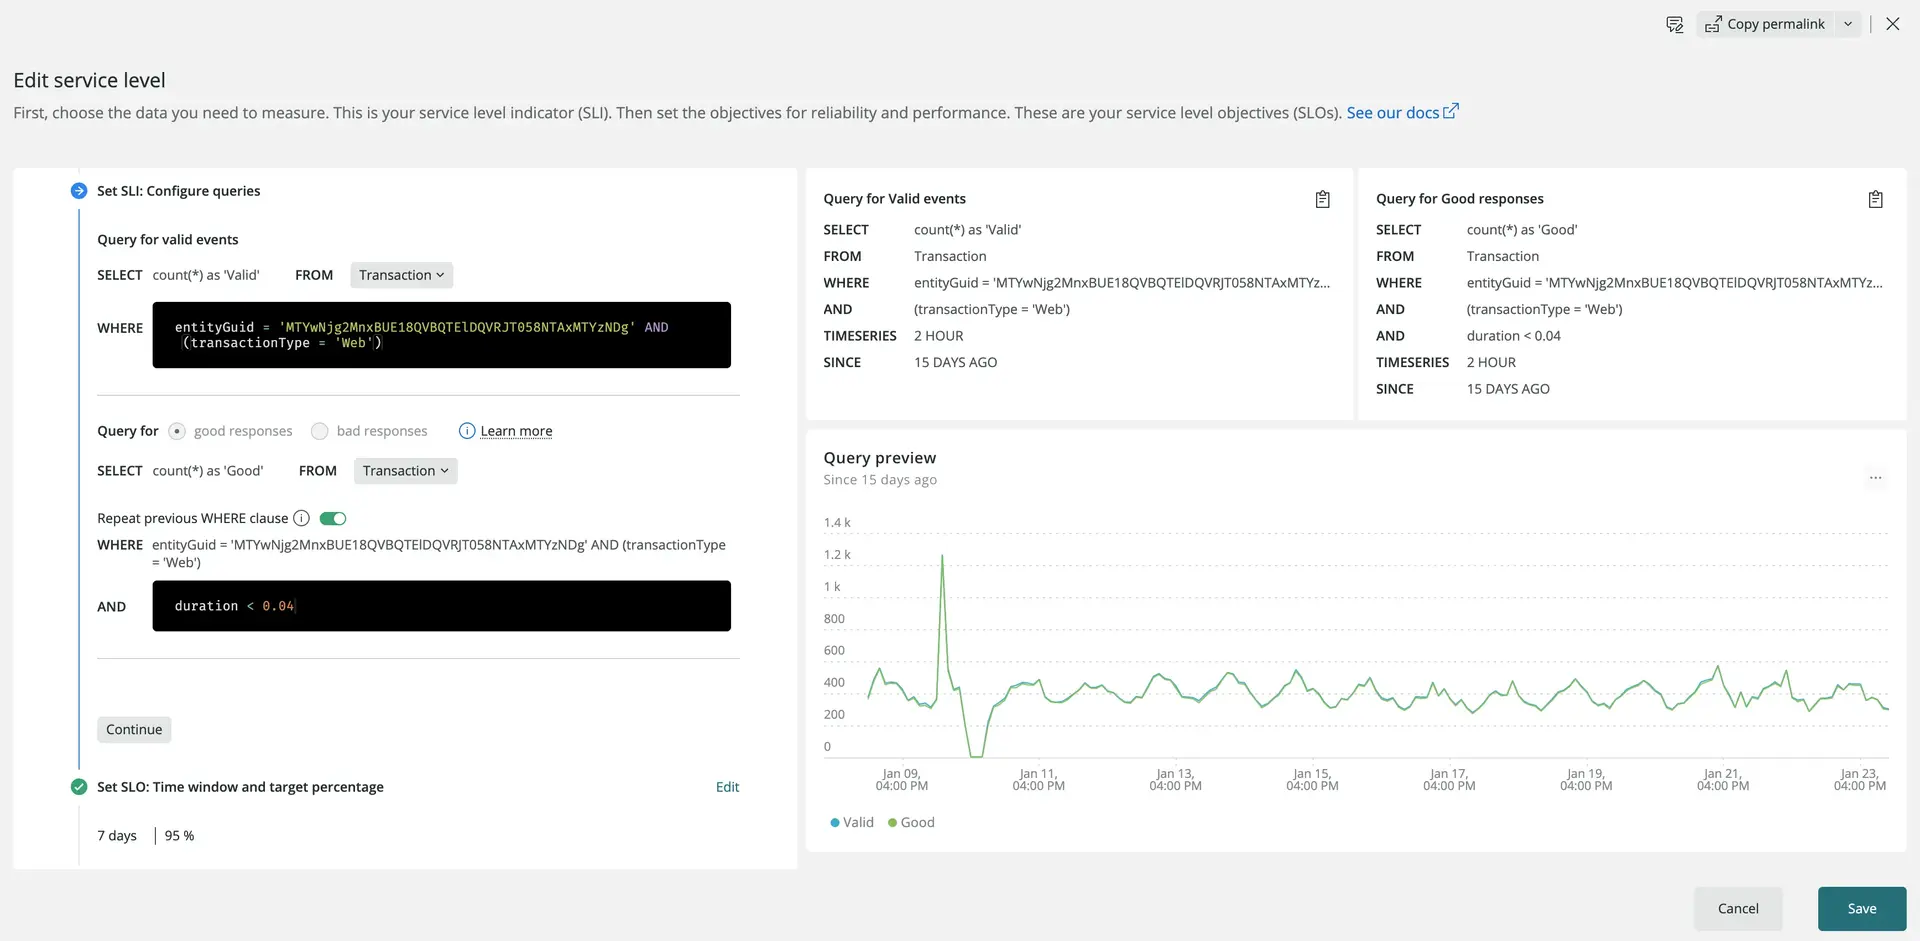 Copy permalink
Edit service level
First, choose the data you need to measure. This is your service level indicator (SLI). Then set the objectives for reliability and performance. These are your service level objectives (SLOs). See our docs
Set SLI: Configure queries
Query for valid events
SELECT count(*) as 'Valid' FROM Transaction
WHERE entityGuid = 'MTYwNjg2MnxBUE18QVBQTElDQVRJT058NTAxMTYzNDg' AND
(transactionType = 'Web')
Query for good responses bad responses Learn more
SELECT count(*) as 'Good' FROM Transaction
Repeat previous WHERE clause
WHERE entityGuid = 'MTYwNjg2MnxBUE18QVBQTElDQVRJT058NTAxMTYzNDg' AND (transactionType
= 'Web')
AND duration < 0.04
Continue
Set SLO: Time window and target percentage Edit
7 days 95 %
Query for Valid events
SELECT count(*) as 'Valid'
FROM Transaction
WHERE entityGuid = 'MTYwNjg2MnxBUE18QVBQTElDQVRJT058NTAxMTYz...
AND (transactionType = 'Web')
TIMESERIES 2 HOUR
SINCE 15 DAYS AGO
Query for Good responses
SELECT count(*) as 'Good'
FROM Transaction
WHERE entityGuid = 'MTYwNjg2MnxBUE18QVBQTElDQVRJT058NTAxMTYz...
AND (transactionType = 'Web')
AND duration < 0.04
TIMESERIES 2 HOUR
SINCE 15 DAYS AGO
Query preview
Since 15 days ago
...
1.4 k
1.2 k
1 k
800
600
400
200
0
Jan 09, Jan 11, Jan 13, Jan 15, Jan 17, Jan 19, Jan 21, Jan 23,
04:00 PM 04:00 PM 04:00 PM 04:00 PM 04:00 PM 04:00 PM 04:00 PM 04:00 PM
Valid Good
Cancel Save